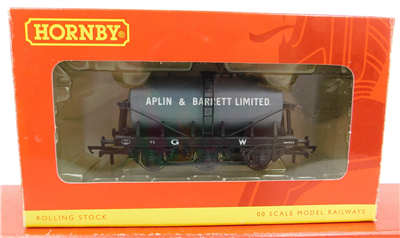 HORNBY
APLIN & BARRETT LIMITED.
G W
ROLLING STOCK
00 SCALE MODEL RAILWAYS